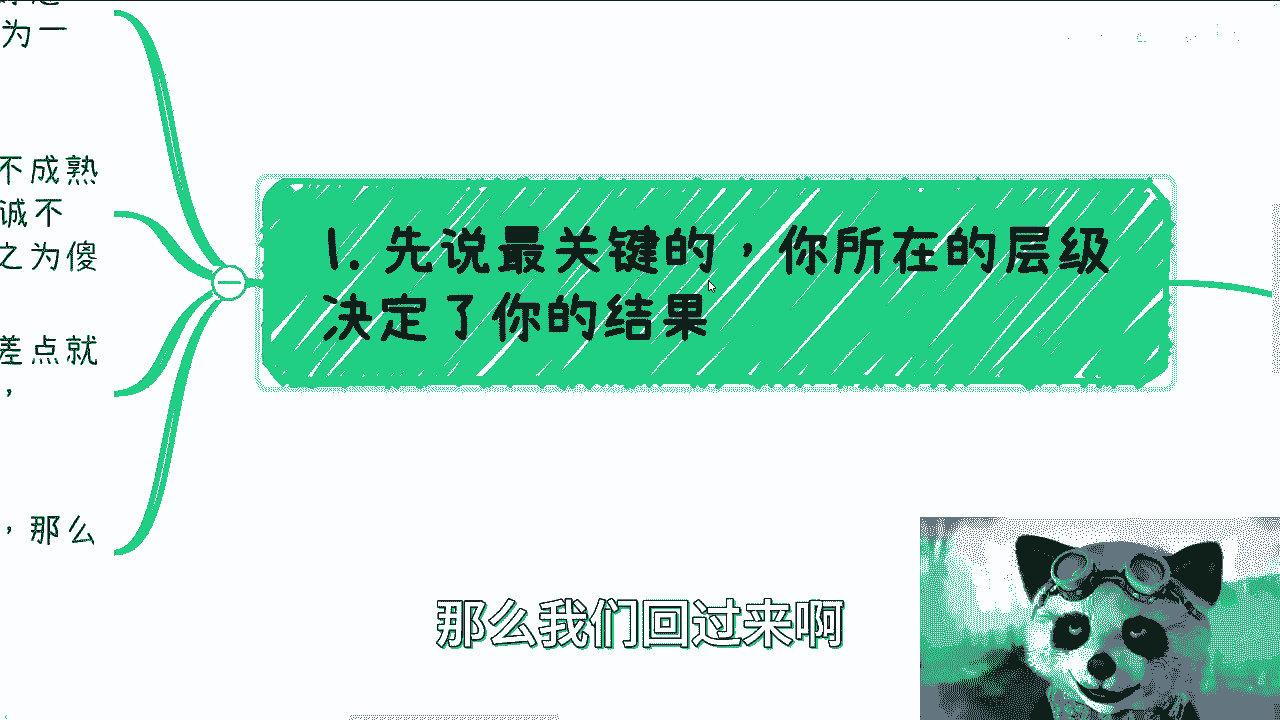 为一
不成熟
诚不
之为傻
差点就
，
，那么
1. 先说最关键的，你所在的层级
决定了你的结果
那么我们回过来啊